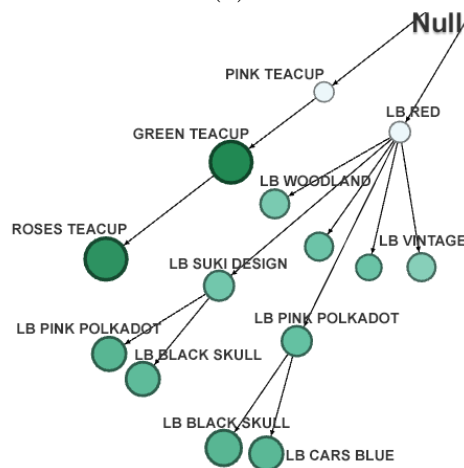 Null
PINK TEACUP
LB RED
GREEN TEACUP
LB WOODLAND
ROSES TEACUP
LB VINTAGE
LB SUKI DESIGN
LB PINK POLKADOT
LB PINK POLKADOT
LB BLACK SKULL
LB BLACK SKULL
LB CARS BLUE